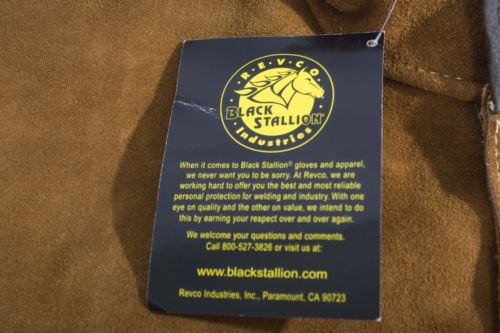 REVCO
BLACK
STALLION®
Industries
When it comes to Black Stallion® gloves and apparel,
we never want you to be sorry. At Revco, we are
working hard to offer you the best and most reliable
personal protection for welding and industry. With one
eye on quality and the other on value, we intend to do
this by earning your respect over and over again.
We welcome your questions and comments.
Call 800-527-3826 or visit us at:
www.blackstallion.com
Revco Industries, Inc., Paramount, CA 90723